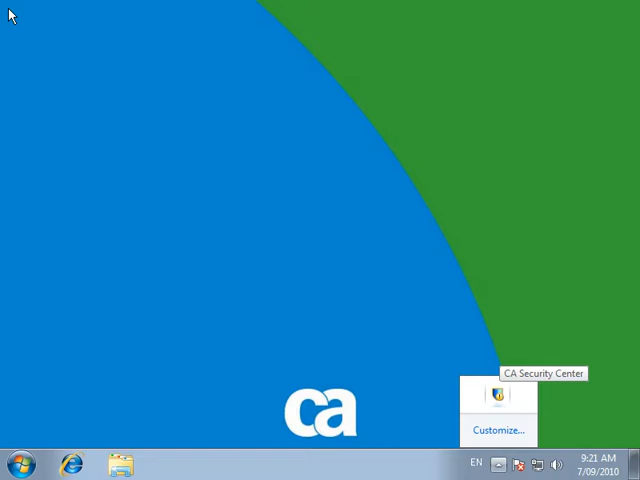 CA Security Center
ca
Customize...
EN
9:21 AM
7/09/2010